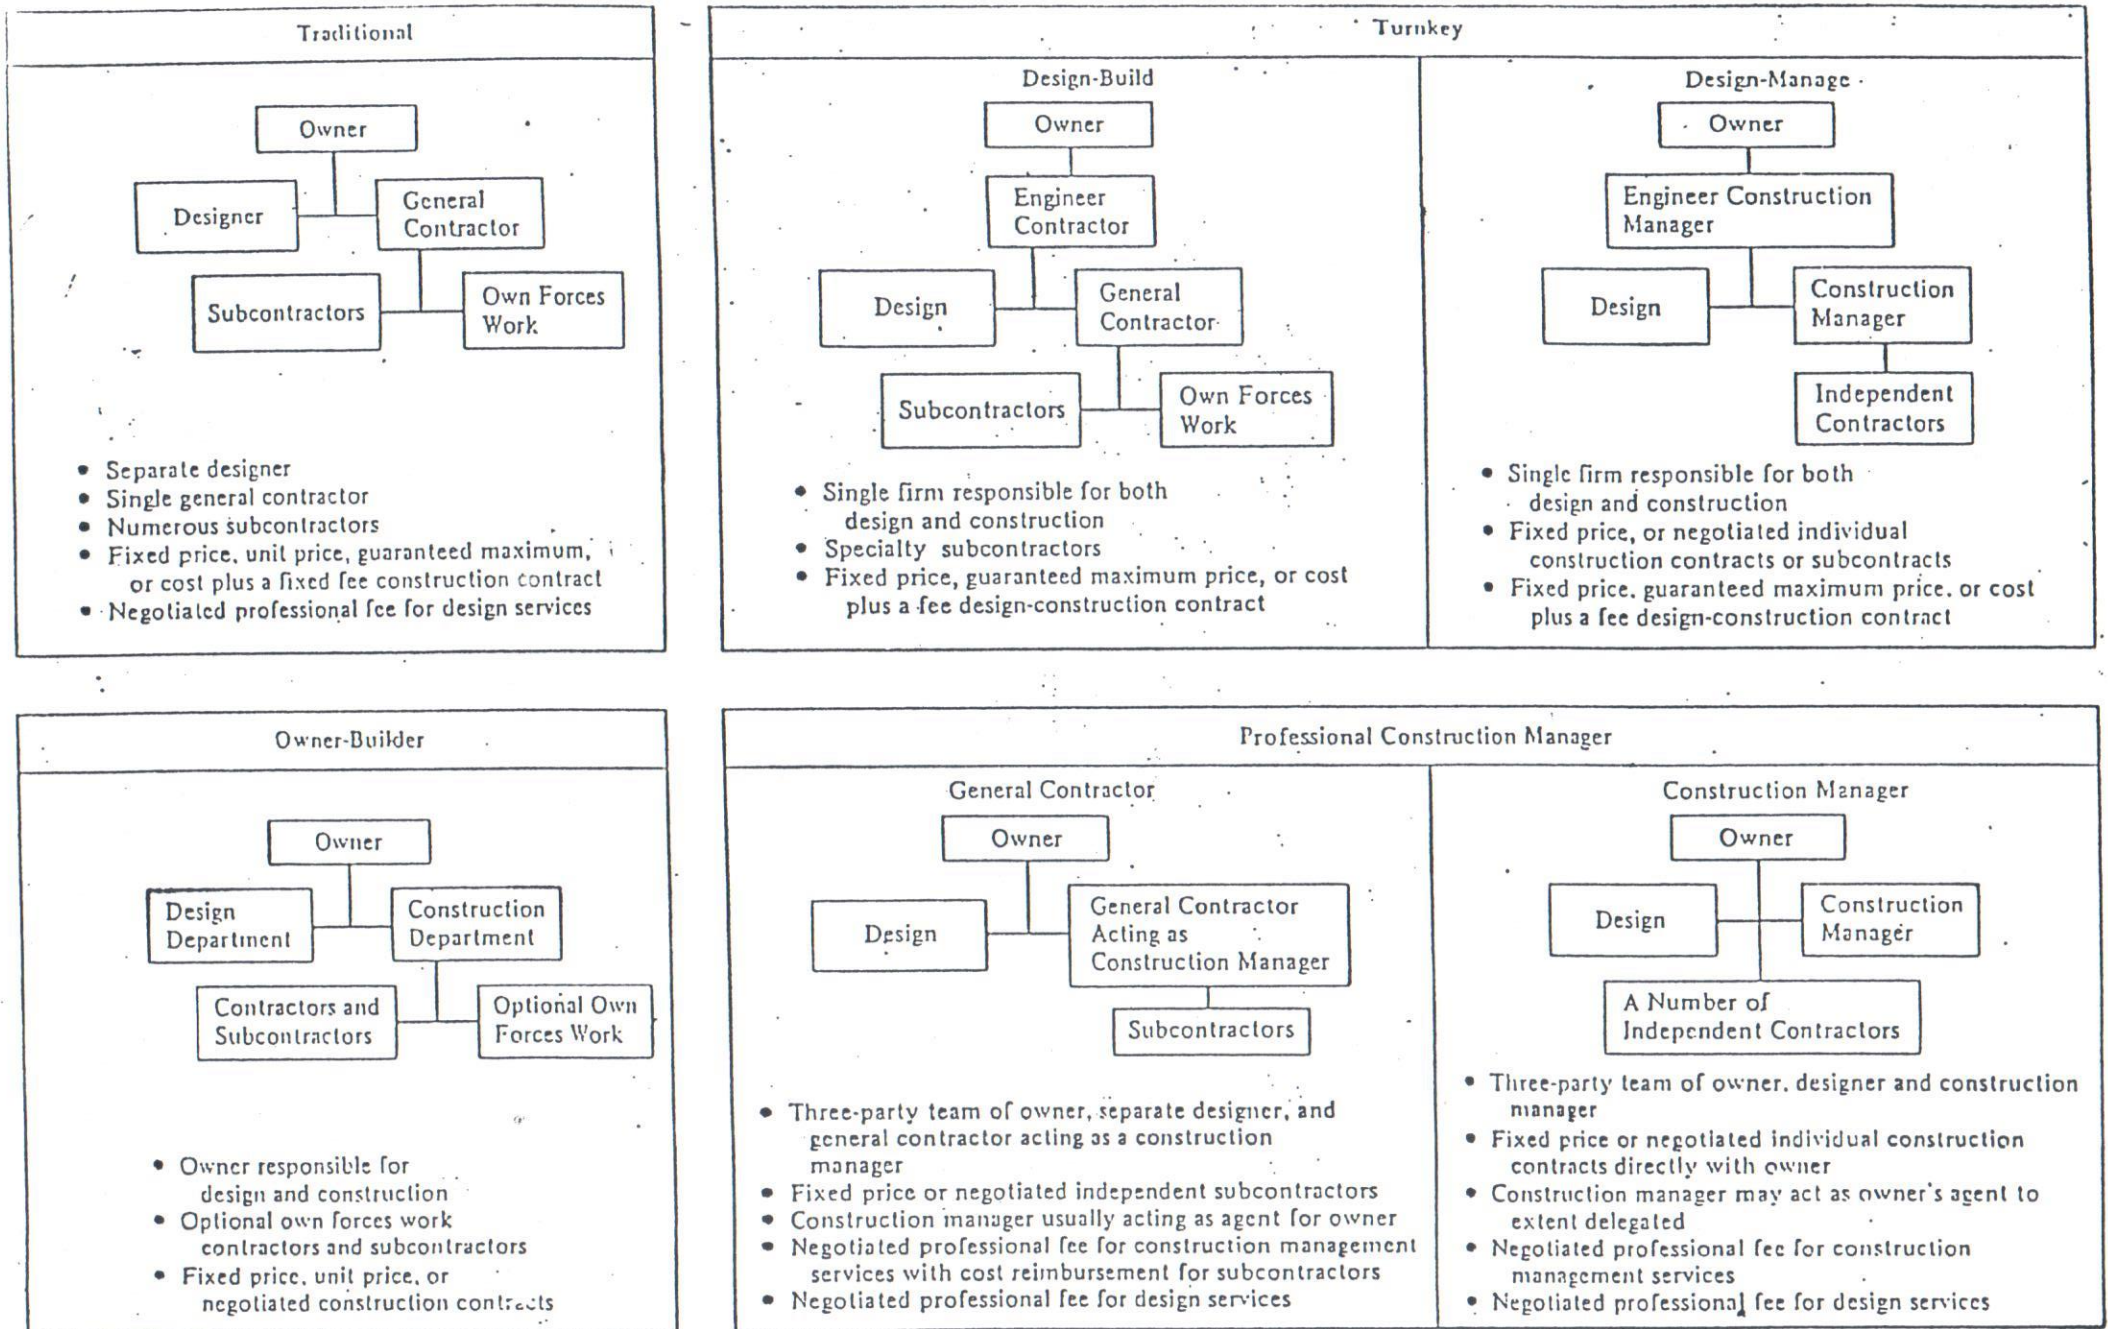 Traditional
Owner
Designer
General
Contractor
Subcontractors
Own Forces
Work
• Separate designer
• Single general contractor
• Numerous subcontractors
• Fixed price, unit price, guaranteed maximum,
or cost plus a fixed fee construction contract
• Negotiated professional fee for design services
Turnkey
Design-Build
Owner
Engineer
Contractor
Design
General
Contractor
Subcontractors
Own Forces
Work
• Single firm responsible for both
design and construction
• Specialty subcontractors
• Fixed price, guaranteed maximum price, or cost
plus a fee design-construction contract
Design-Manage
Owner
Engineer Construction
Manager
Design
Construction
Manager
Independent
Contractors
• Single firm responsible for both
design and construction
• Fixed price, or negotiated individual
construction contracts or subcontracts
• Fixed price, guaranteed maximum price, or cost
plus a fee design-construction contract
Owner-Builder
Owner
Design
Department
Construction
Department
Contractors and
Subcontractors
Optional Own
Forces Work
• Owner responsible for
design and construction
• Optional own forces work
contractors and subcontractors
• Fixed price, unit price, or
negotiated construction contracts
Professional Construction Manager
General Contractor
Owner
Design
General Contractor
Acting as
Construction Manager
Subcontractors
• Three-party team of owner, separate designer, and
general contractor acting as a construction
manager
• Fixed price or negotiated independent subcontractors
• Construction manager usually acting as agent for owner
• Negotiated professional fee for construction management
services with cost reimbursement for subcontractors
• Negotiated professional fee for design services
Construction Manager
Owner
Design
Construction
Manager
A Number of
Independent Contractors
• Three-party team of owner, designer and construction
manager
• Fixed price or negotiated individual construction
contracts directly with owner
• Construction manager may act as owner's agent to
extent delegated
• Negotiated professional fee for construction
management services
• Negotiated professional fee for design services